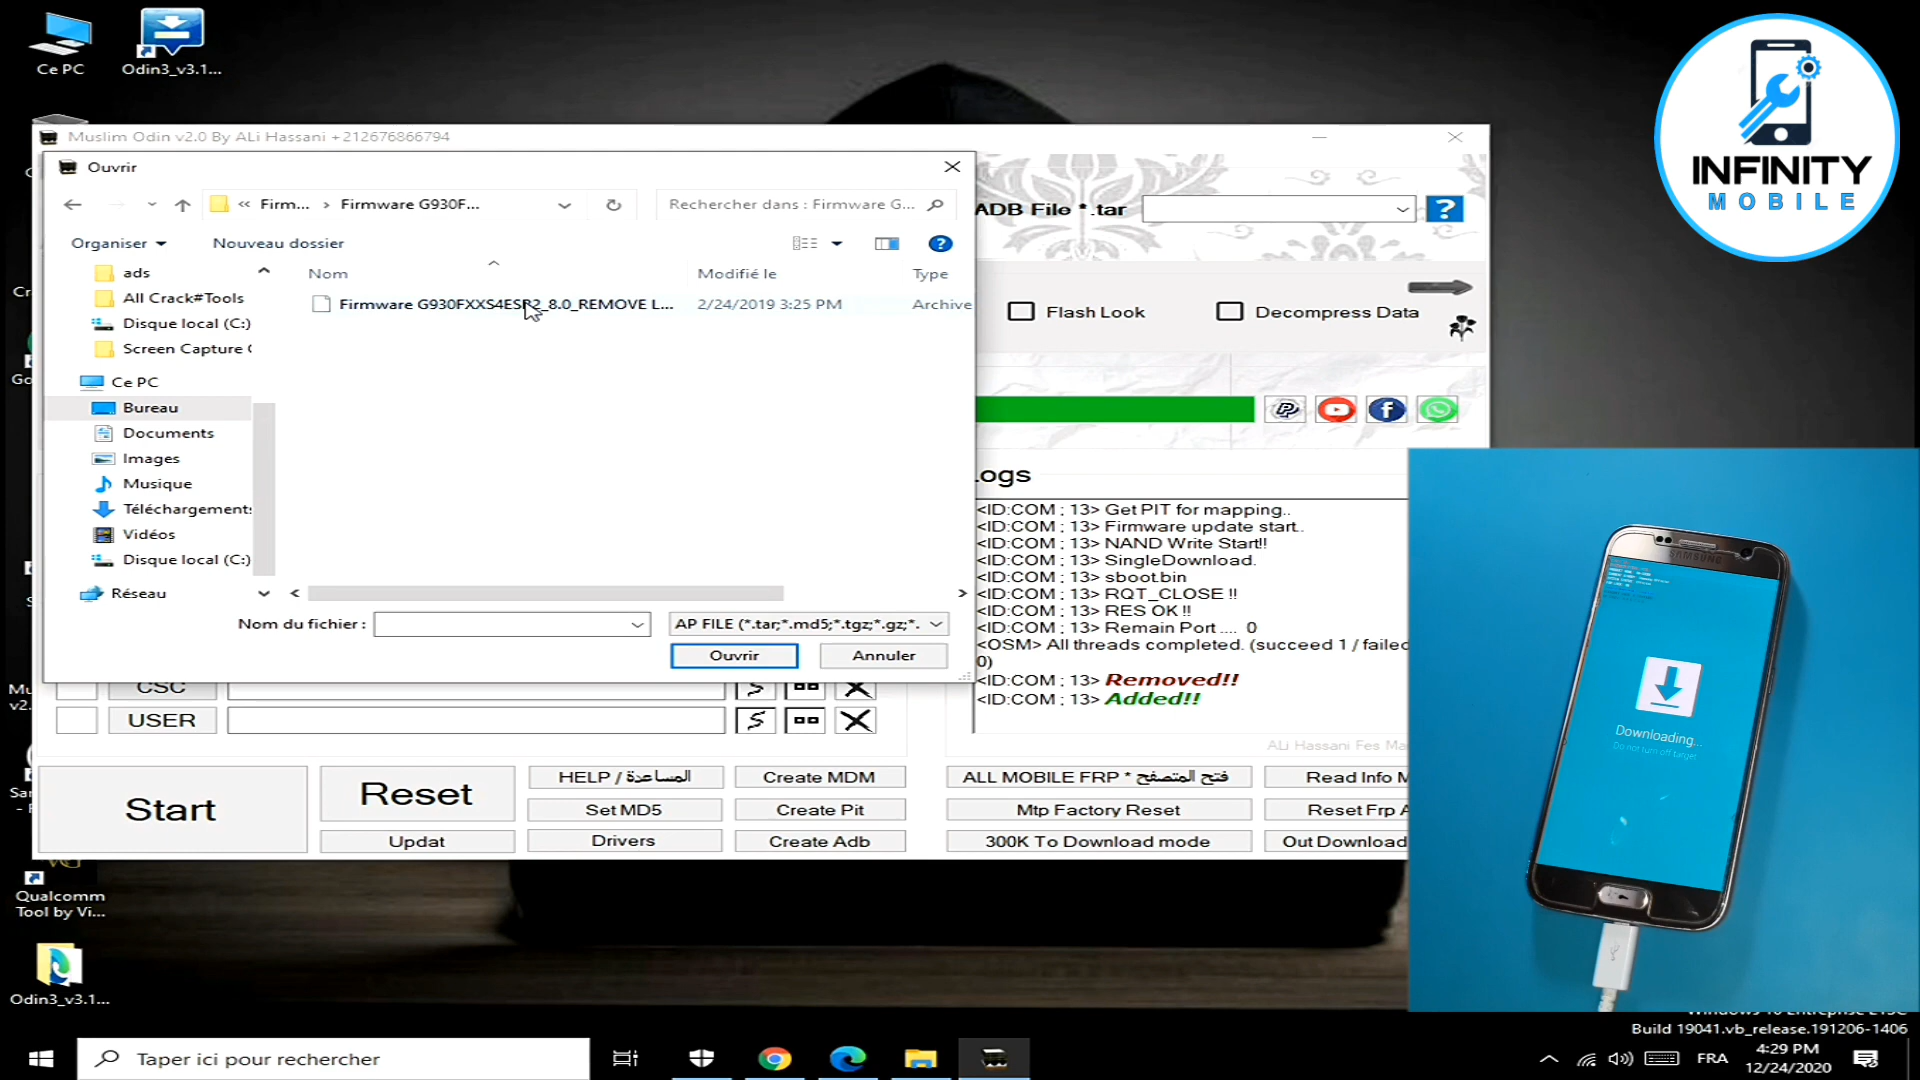 Ce PC
Odin3_v3.1...
INFINITY
MOBILE
Muslim Odin v2.0 By ALi Hassani +212676866794
Ouvrir
« Firm... › Firmware G930F...
Rechercher dans : Firmware G...
ADB File *.tar
?
Organiser
Nouveau dossier
?
ads
All Crack#Tools
Disque local (C:)
Screen Capture
Nom
Modifié le
Type
Firmware G930FXXS4ESR2_8.0_REMOVE L...
2/24/2019 3:25 PM
Archive
Flash Look
Decompress Data
Ce PC
Bureau
Documents
Images
Musique
Téléchargements
Vidéos
Disque local (C:)
Réseau
Nom du fichier :
AP FILE (*.tar;*.md5;*.tgz;*.gz;*.
Ouvrir
Annuler
ogs
<ID:COM ; 13> Get PIT for mapping..
<ID:COM ; 13> Firmware update start..
<ID:COM ; 13> NAND Write Start!!
<ID:COM ; 13> SingleDownload.
<ID:COM ; 13> sboot.bin
<ID:COM ; 13> RQT_CLOSE !!
<ID:COM ; 13> RES OK !!
<ID:COM ; 13> Remain Port .... 0
<OSM> All threads completed. (succeed 1 / failed
0)
<ID:COM ; 13> Removed!!
<ID:COM ; 13> Added!!
SAMSUNG
Downloading...
Do not turn off target
CSC
USER
ALi Hassani Fes Ma
Start
Reset
Updat
HELP / المساعدة
Set MD5
Drivers
Create MDM
Create Pit
Create Adb
ALL MOBILE FRP * فتح المتصفح
Mtp Factory Reset
300K To Download mode
Read Info M
Reset Frp A
Out Download
Qualcomm
Tool by Vi...
Odin3_v3.1...
Build 19041.vb_release.191206-1406
Taper ici pour rechercher
FRA
4:29 PM
12/24/2020